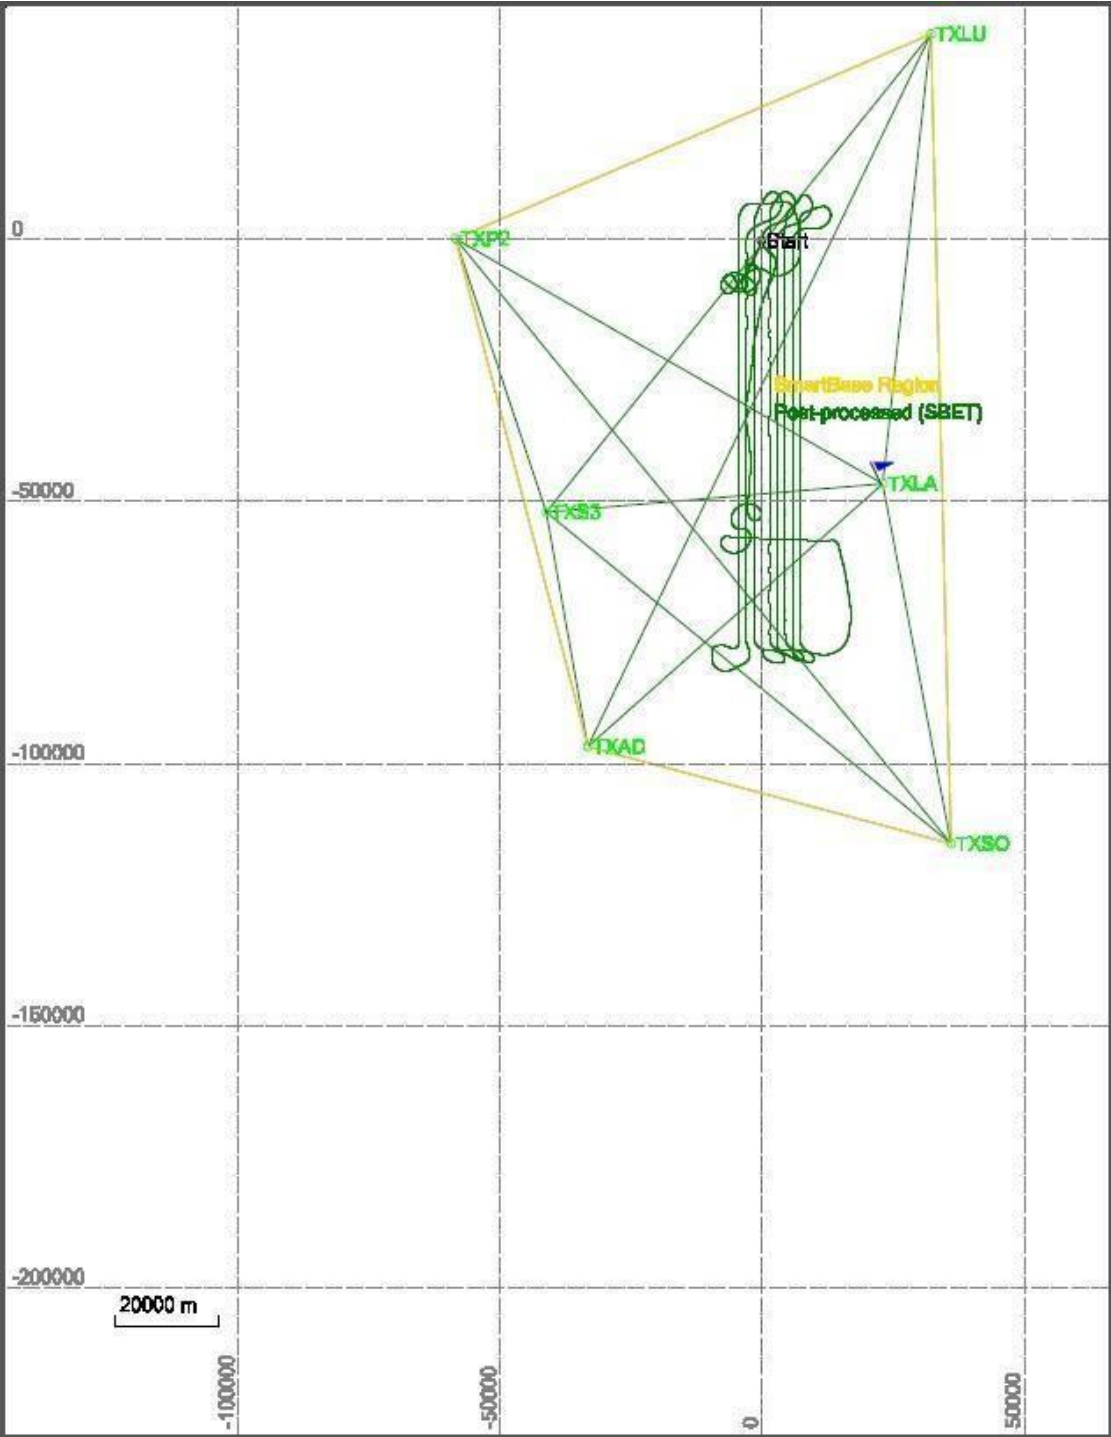 TXLU
0
TXP2
Start
SmartBase Region
Post-processed (SBET)
-50000
TXLA
TXS3
-100000
TXAD
TXSO
-150000
-200000
20000 m
-100000
-50000
0
50000